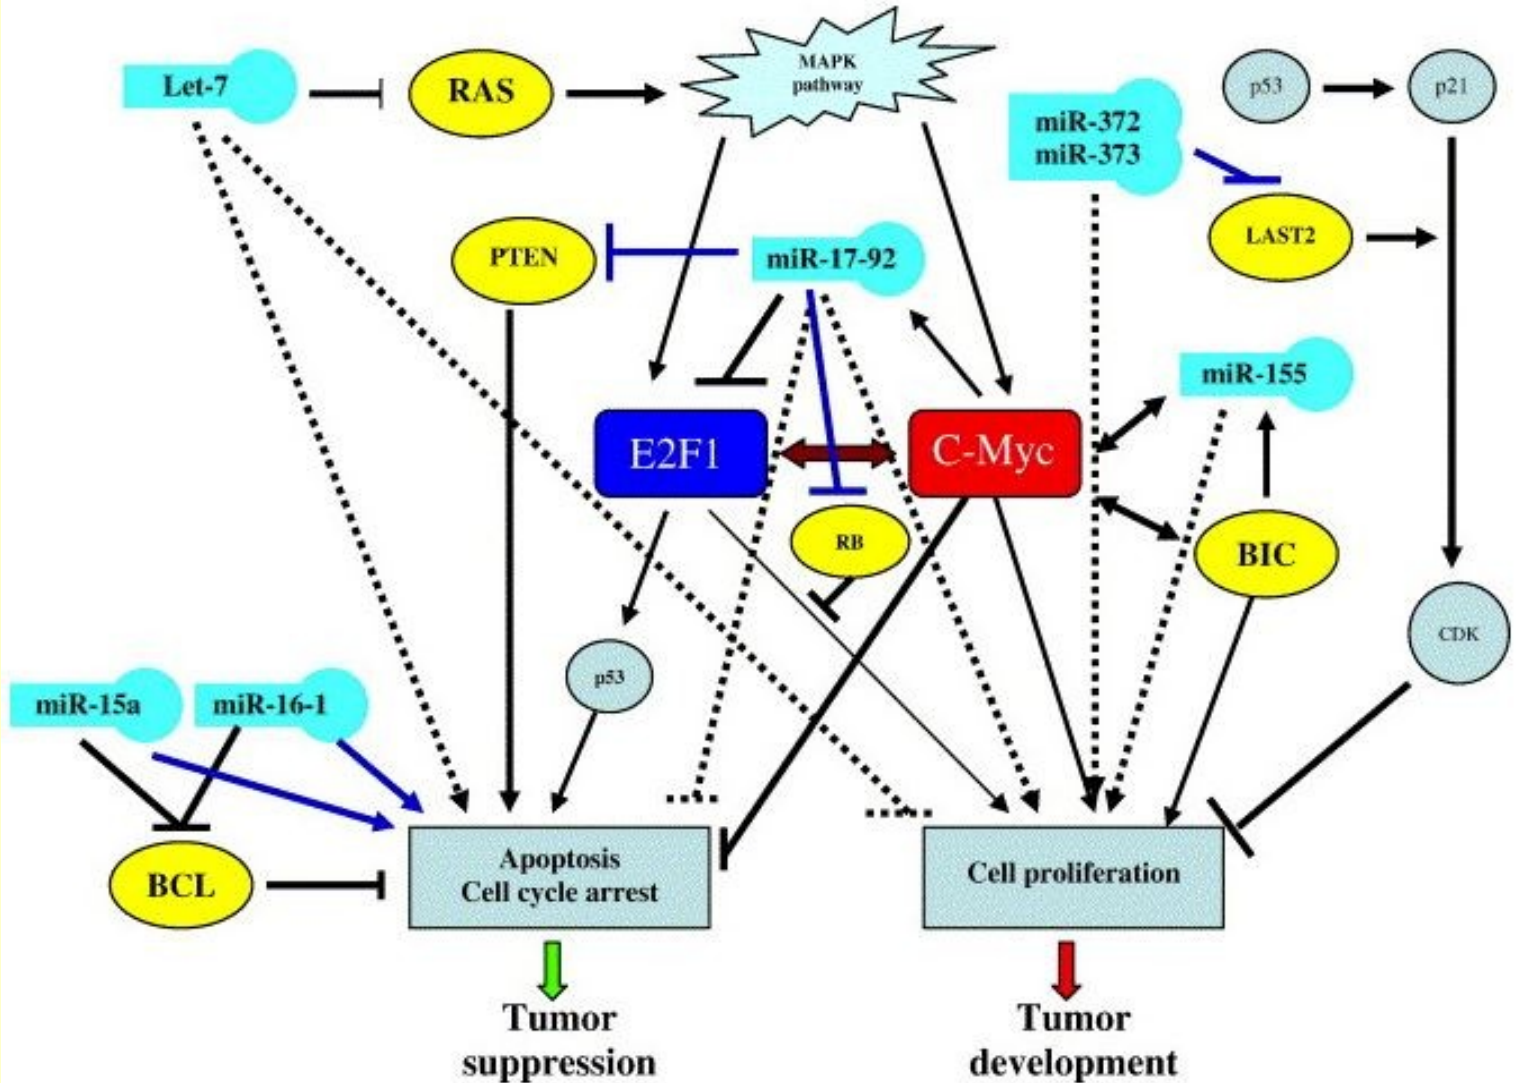 Let-7
RAS
MAPK
pathway
p53
p21
miR-372
miR-373
LAST2
PTEN
miR-17-92
miR-155
E2F1
C-Myc
RB
BIC
CDK
p53
miR-15a
miR-16-1
BCL
Apoptosis
Cell cycle arrest
Cell proliferation
Tumor
suppression
Tumor
development